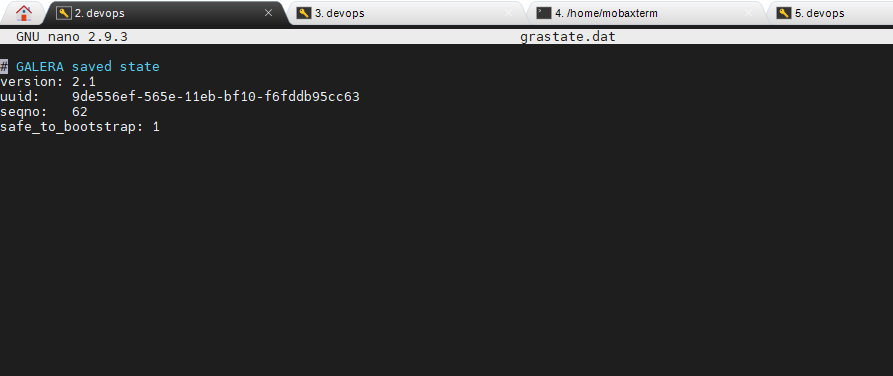 2. devops
3. devops
4. /home/mobaxterm
5. devops
GNU nano 2.9.3 grastate.dat
# GALERA saved state
version: 2.1
uuid:    9de556ef-565e-11eb-bf10-f6fddb95cc63
seqno:   62
safe_to_bootstrap: 1